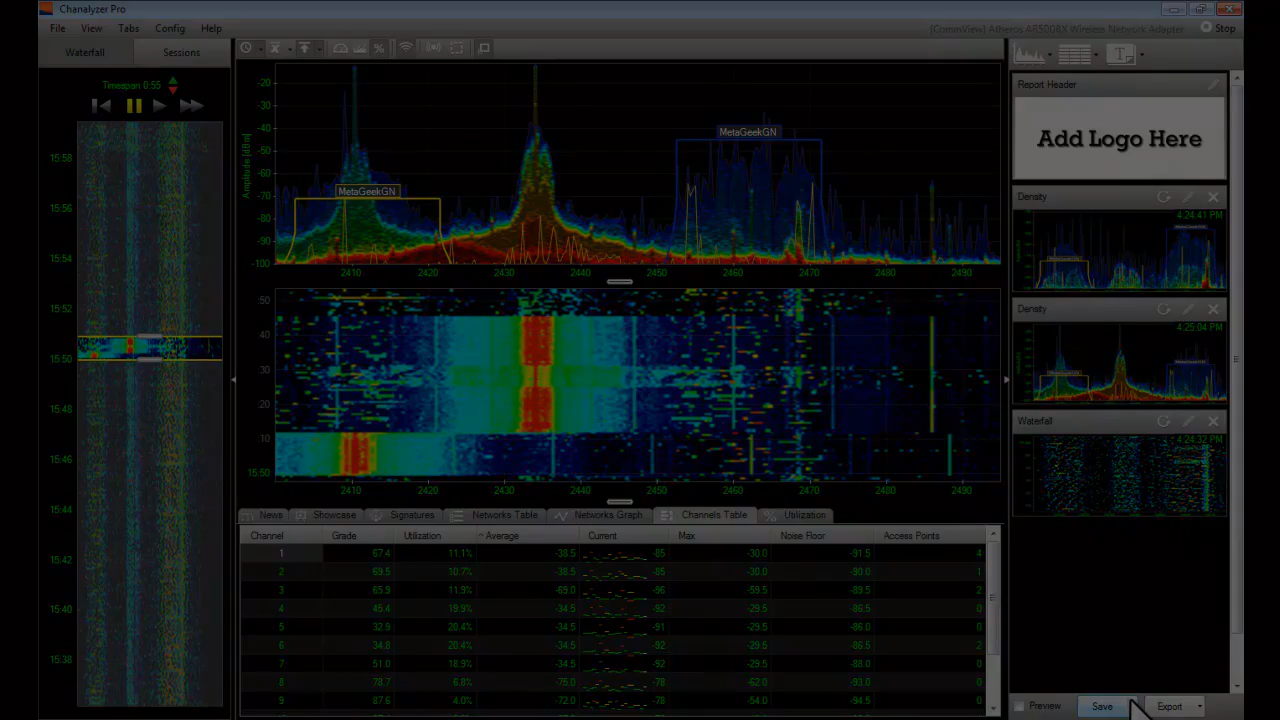 Chanalyzer Pro
File View Tabs Config Help
[CommView] Atheros AR5008X Wireless Network Adapter Stop
Waterfall Sessions
Timespan 0:55
15:58
15:56
15:54
15:52
15:50
15:48
15:46
15:44
15:42
15:40
15:38
Amplitude [dBm]
-20
-30
-40
-50
-60
-70
-80
-90
-100
MetaGeekGN
MetaGeekGN
2410 2420 2430 2440 2450 2460 2470 2480 2490
50
40
30
20
10
15:50
2410 2420 2430 2440 2450 2460 2470 2480 2490
News Showcase Signatures Networks Table Networks Graph Channels Table Utilization
Channel Grade Utilization Average Current Max Noise Floor Access Points
1 67.4 11.1% -38.5 -85 -30.0 -91.5 4
2 69.5 10.7% -38.5 -85 -30.0 -90.0 1
3 65.9 11.9% -69.0 -96 -59.5 -89.5 2
4 45.4 19.9% -34.5 -92 -29.5 -86.5 0
5 32.9 20.4% -34.5 -91 -29.5 -86.0 0
6 34.8 20.4% -34.5 -92 -29.5 -86.5 2
7 51.0 18.9% -34.5 -92 -29.5 -88.0 0
8 78.7 6.8% -75.0 -78 -62.0 -93.0 0
9 87.6 4.0% -72.0 -78 -54.0 -94.5 0
Report Header
Add Logo Here
Density
4:24:41 PM
Density
4:25:04 PM
Waterfall
4:24:32 PM
Preview Save Export